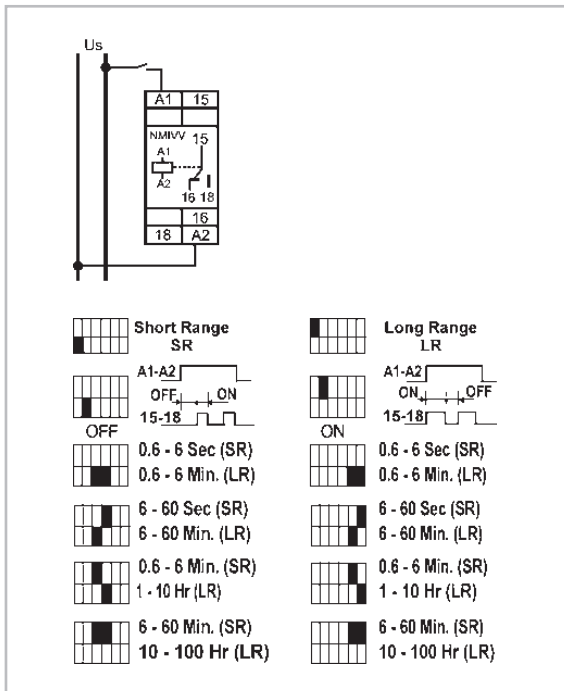 Us
A1 15
NMIVV 15
A1
A2
16 18
16
18 A2
Short Range
SR
Long Range
LR
A1-A2
OFF ON
15-18
OFF
A1-A2
ON OFF
15-18
ON
0.6 - 6 Sec (SR)
0.6 - 6 Min. (LR)
0.6 - 6 Sec (SR)
0.6 - 6 Min. (LR)
6 - 60 Sec (SR)
6 - 60 Min. (LR)
6 - 60 Sec (SR)
6 - 60 Min. (LR)
0.6 - 6 Min. (SR)
1 - 10 Hr (LR)
0.6 - 6 Min. (SR)
1 - 10 Hr (LR)
6 - 60 Min. (SR)
10 - 100 Hr (LR)
6 - 60 Min. (SR)
10 - 100 Hr (LR)